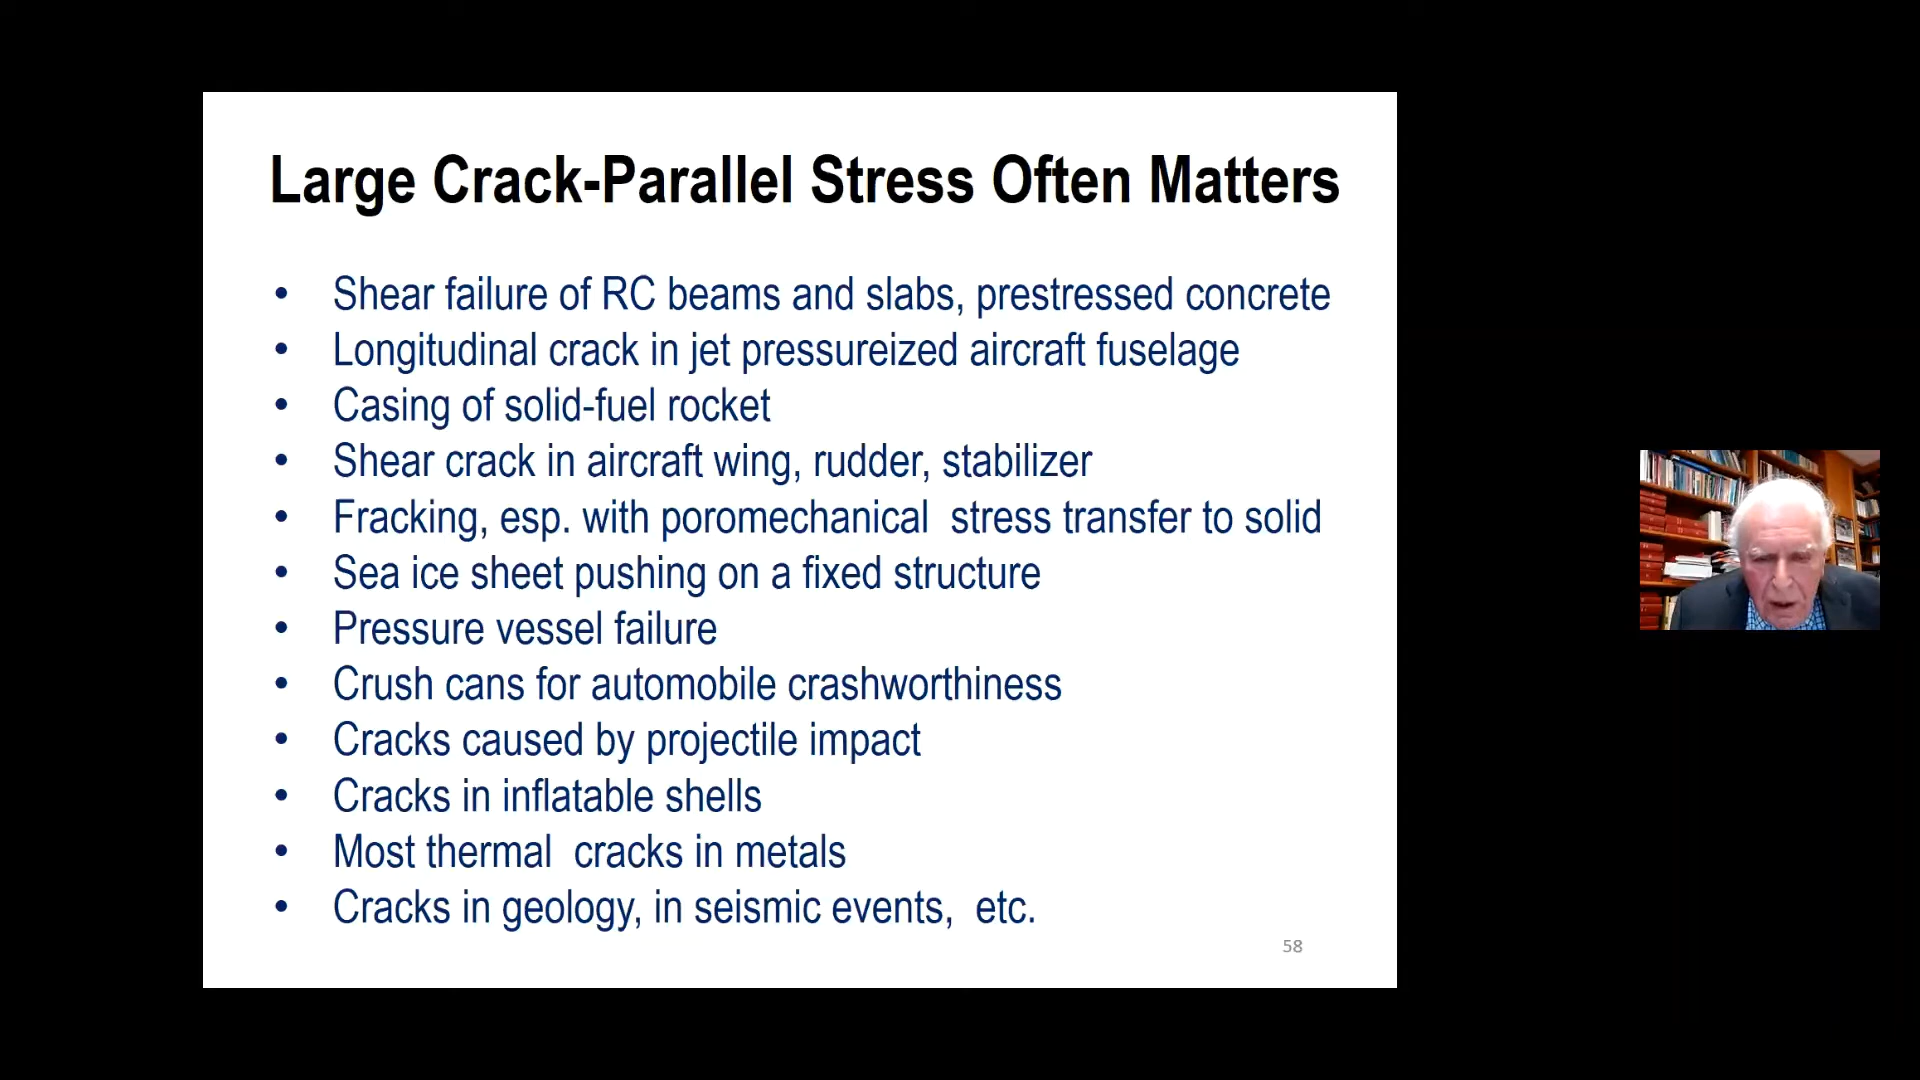 Large Crack-Parallel Stress Often Matters
• Shear failure of RC beams and slabs, prestressed concrete
• Longitudinal crack in jet pressureized aircraft fuselage
• Casing of solid-fuel rocket
• Shear crack in aircraft wing, rudder, stabilizer
• Fracking, esp. with poromechanical  stress transfer to solid
• Sea ice sheet pushing on a fixed structure
• Pressure vessel failure
• Crush cans for automobile crashworthiness
• Cracks caused by projectile impact
• Cracks in inflatable shells
• Most thermal  cracks in metals
• Cracks in geology, in seismic events,  etc.
58